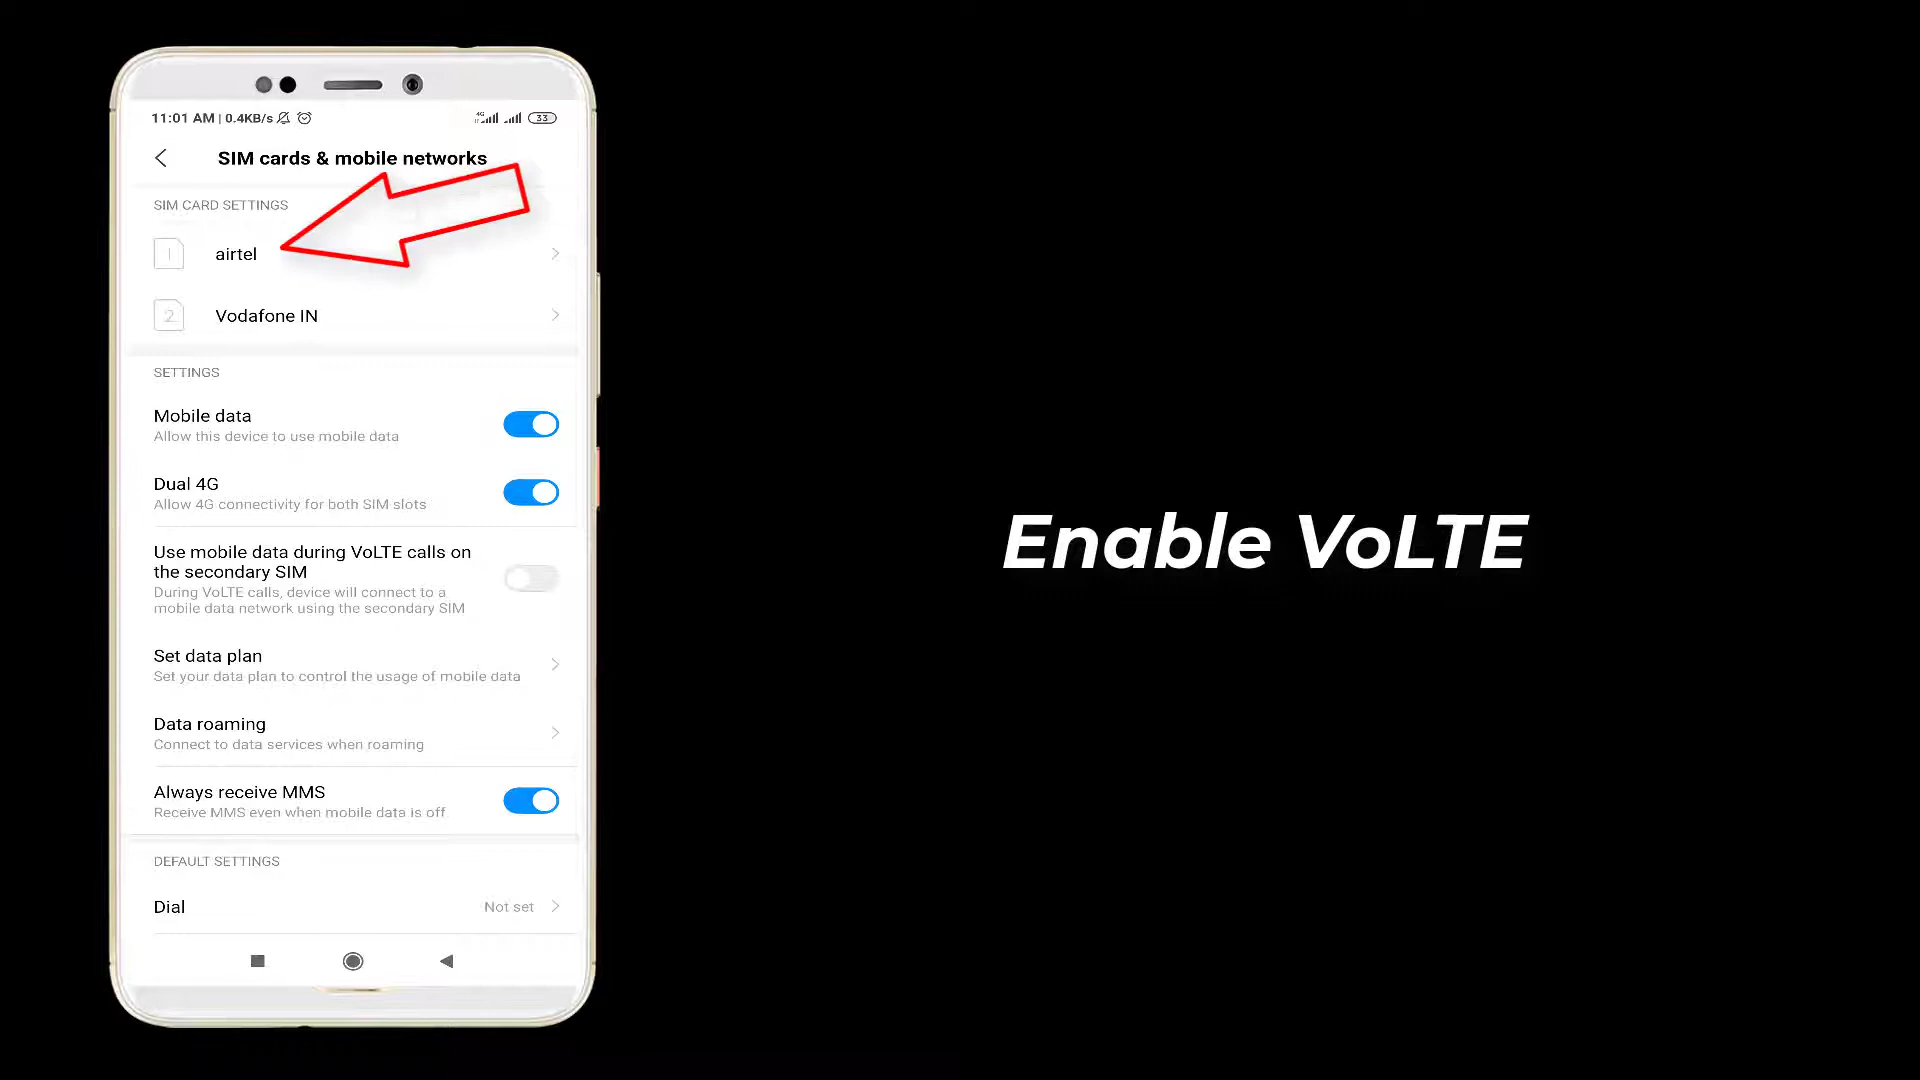 11:01 AM | 0.4KB/s
4G 33
SIM cards & mobile networks
SIM CARD SETTINGS
1 airtel
2 Vodafone IN
SETTINGS
Mobile data
Allow this device to use mobile data
Dual 4G
Allow 4G connectivity for both SIM slots
Use mobile data during VoLTE calls on
the secondary SIM
During VoLTE calls, device will connect to a
mobile data network using the secondary SIM
Set data plan
Set your data plan to control the usage of mobile data
Data roaming
Connect to data services when roaming
Always receive MMS
Receive MMS even when mobile data is off
DEFAULT SETTINGS
Dial Not set
Enable VoLTE